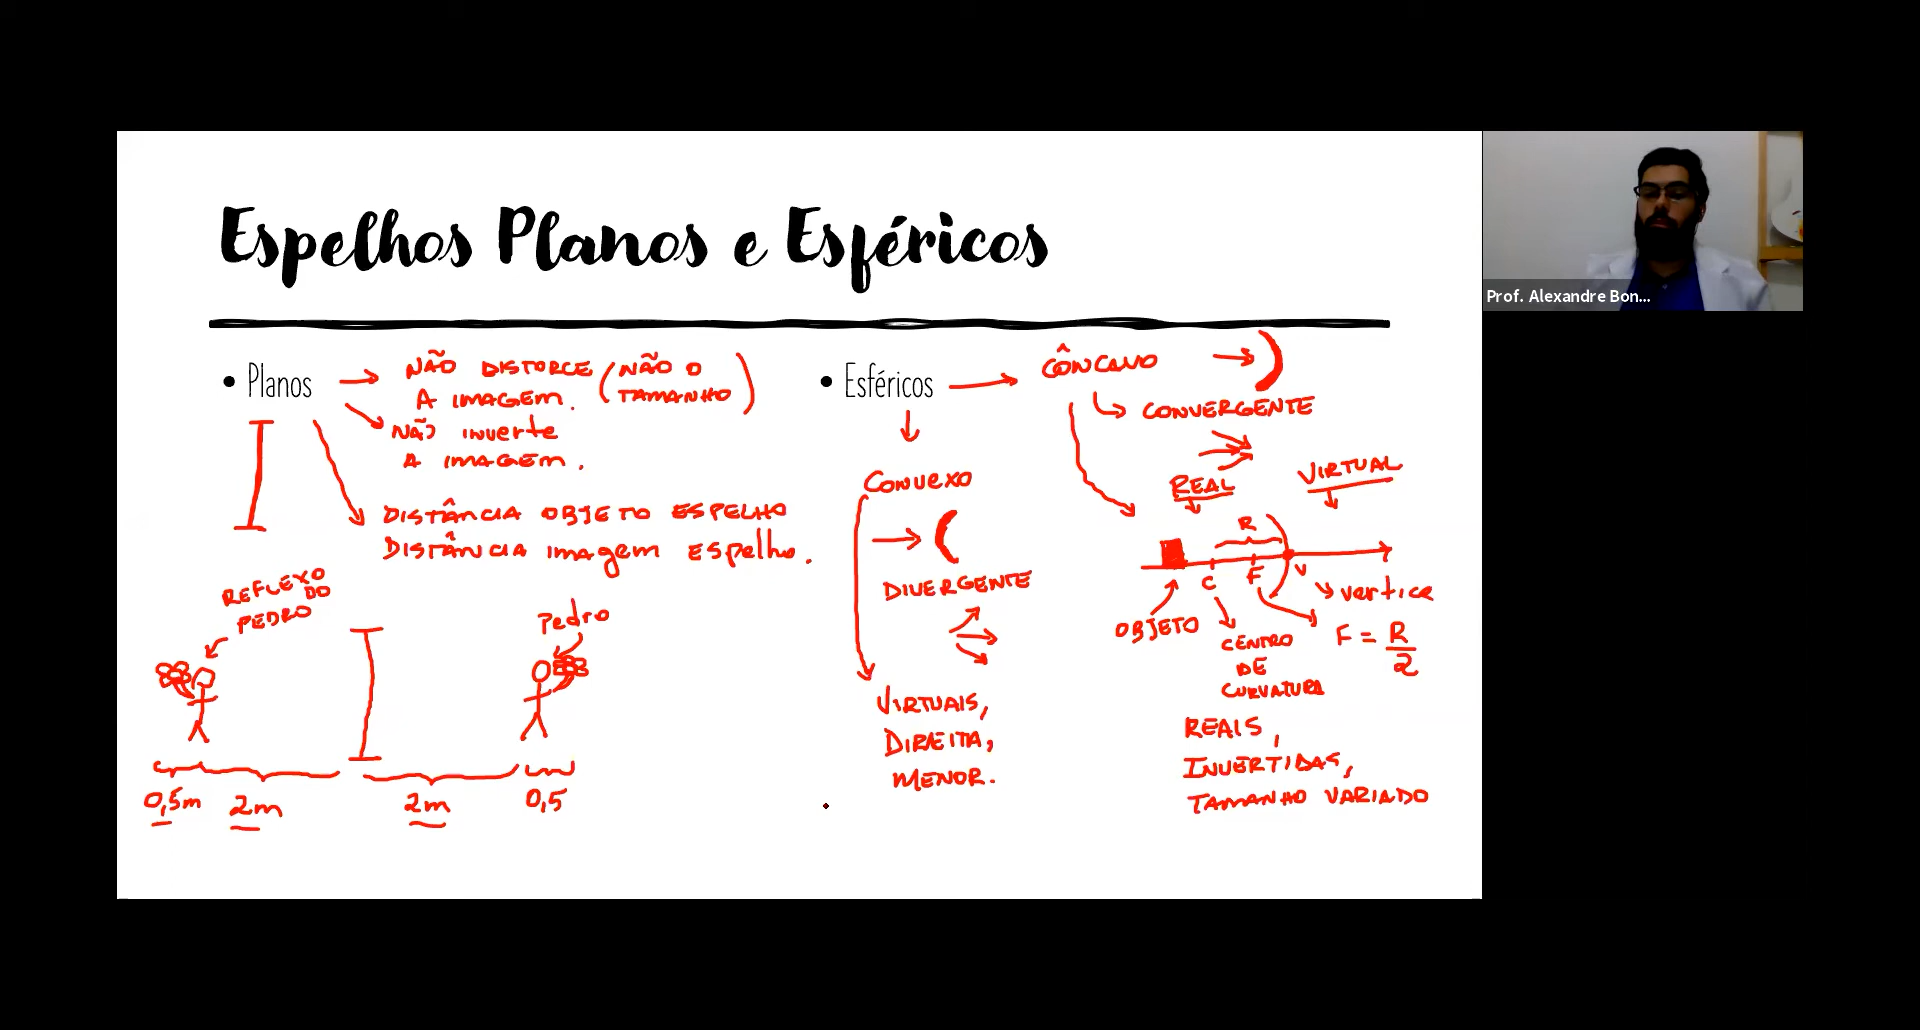 Espelhos Planos e Esféricos
Prof. Alexandre Bon...
• Planos
NÃO DISTORCE (NÃO O
A IMAGEM. TAMANHO)
NÃO INVERTE
A IMAGEM.
DISTÂNCIA OBJETO ESPELHO
DISTÂNCIA IMAGEM ESPELHO.
REFLEXO
DO
PEDRO
Pedro
0,5m 2m 2m 0,5
• Esféricos
CÔNCAVO
CONVERGENTE
CONVEXO
DIVERGENTE
VIRTUAIS,
DIREITA,
MENOR.
REAL
VIRTUAL
R
C F V
vertice
OBJETO
CENTRO
DE
CURVATURA
F = R
2
REAIS,
INVERTIDAS,
TAMANHO VARIADO